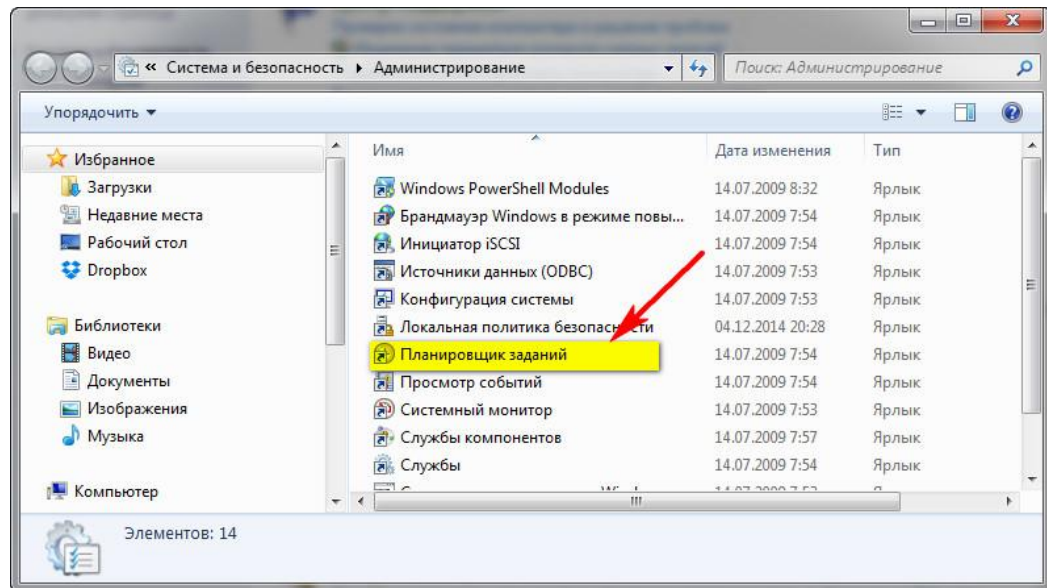 « Система и безопасность ▸ Администрирование
Поиск: Администрирование
Упорядочить
Избранное
Загрузки
Недавние места
Рабочий стол
Dropbox
Библиотеки
Видео
Документы
Изображения
Музыка
Компьютер
Имя Дата изменения Тип
Windows PowerShell Modules 14.07.2009 8:32 Ярлык
Брандмауэр Windows в режиме повы... 14.07.2009 7:54 Ярлык
Инициатор iSCSI 14.07.2009 7:54 Ярлык
Источники данных (ODBC) 14.07.2009 7:53 Ярлык
Конфигурация системы 14.07.2009 7:53 Ярлык
Локальная политика безопасности 04.12.2014 20:28 Ярлык
Планировщик заданий 14.07.2009 7:54 Ярлык
Просмотр событий 14.07.2009 7:54 Ярлык
Системный монитор 14.07.2009 7:53 Ярлык
Службы компонентов 14.07.2009 7:57 Ярлык
Службы 14.07.2009 7:54 Ярлык
Элементов: 14